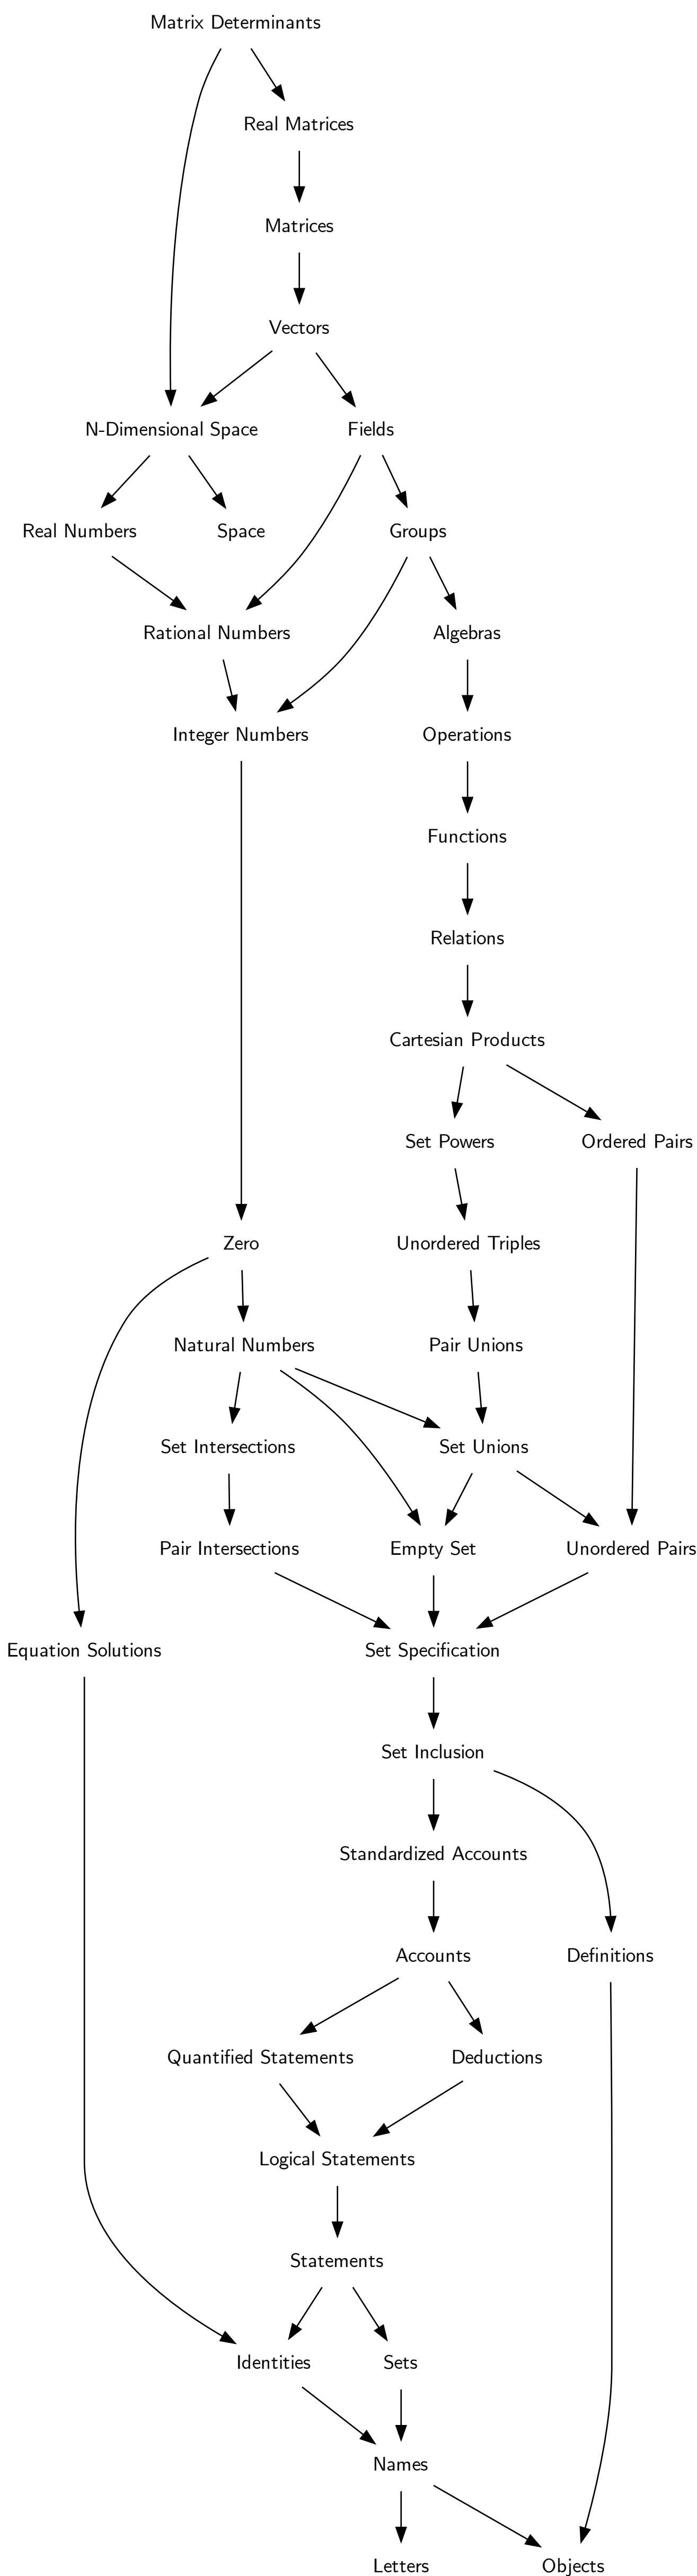 Matrix Determinants
Real Matrices
Matrices
Vectors
N-Dimensional Space
Fields
Real Numbers
Space
Groups
Rational Numbers
Algebras
Integer Numbers
Operations
Functions
Relations
Cartesian Products
Set Powers
Ordered Pairs
Zero
Unordered Triples
Natural Numbers
Pair Unions
Set Intersections
Set Unions
Pair Intersections
Empty Set
Unordered Pairs
Equation Solutions
Set Specification
Set Inclusion
Standardized Accounts
Accounts
Definitions
Quantified Statements
Deductions
Logical Statements
Statements
Identities
Sets
Names
Letters
Objects